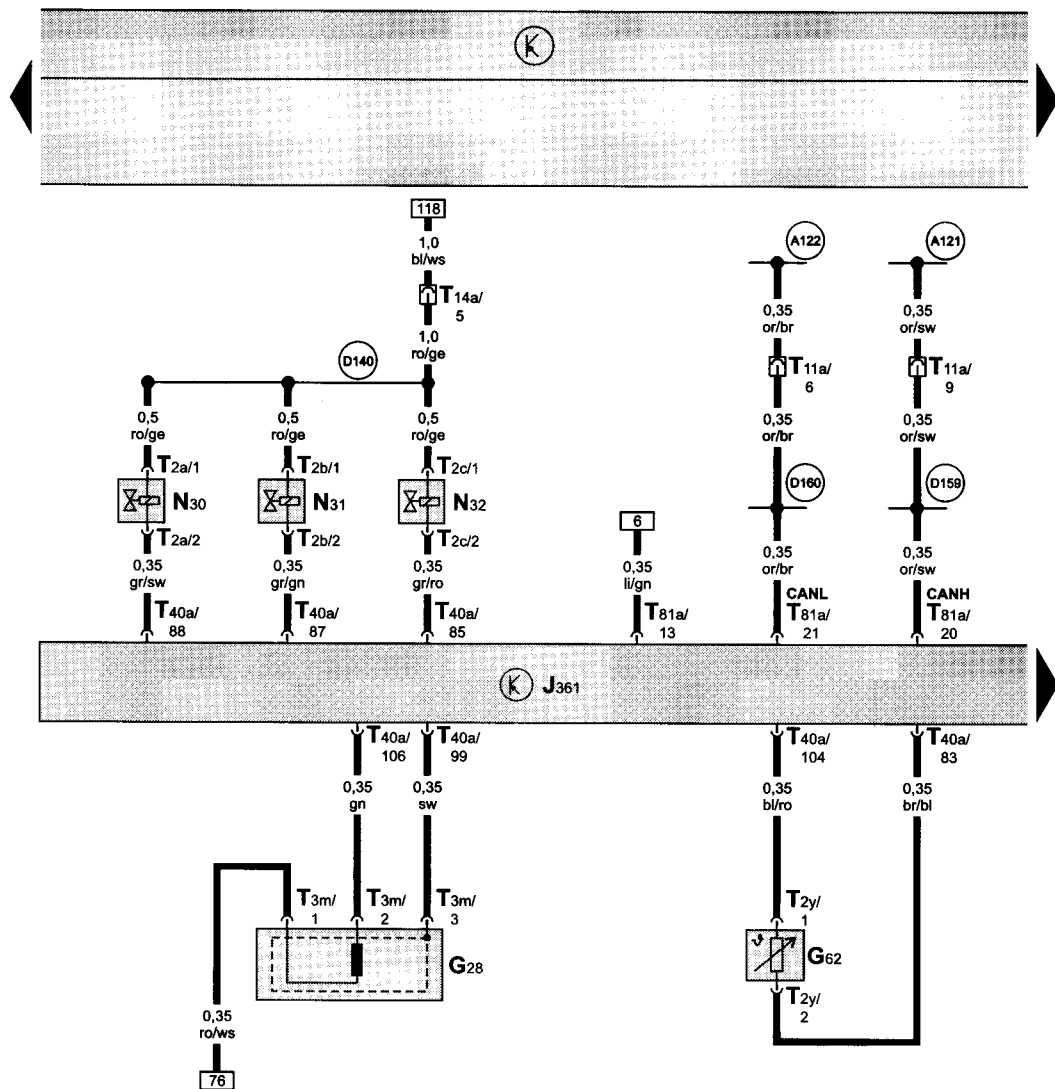 K
118
1,0
bl/ws
T14a/
5
1,0
ro/ge
D140
A122
A121
0,35
or/br
0,35
or/sw
T11a/
6
T11a/
9
0,35
or/br
0,35
or/sw
D160
D159
0,5
ro/ge
0,5
ro/ge
0,5
ro/ge
T2a/1
T2b/1
T2c/1
N30
N31
N32
T2a/2
T2b/2
T2c/2
0,35
gr/sw
0,35
gr/gn
0,35
gr/ro
6
0,35
li/gn
0,35
or/br
0,35
or/sw
CANL
CANH
T40a/
88
T40a/
87
T40a/
85
T81a/
13
T81a/
21
T81a/
20
K J361
T40a/
106
T40a/
99
T40a/
104
T40a/
83
0,35
gn
0,35
sw
0,35
bl/ro
0,35
br/bl
T3m/
1
T3m/
2
T3m/
3
T2y/
1
G28
ϑ
G62
T2y/
2
0,35
ro/ws
76